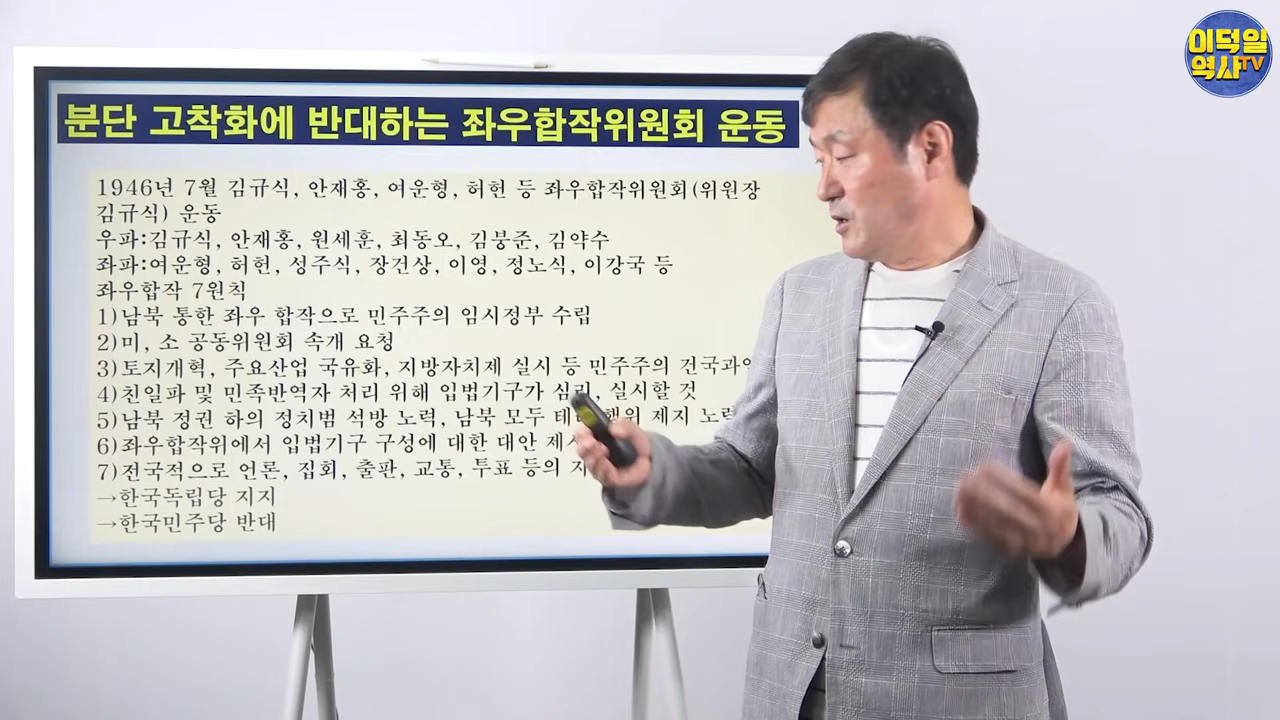 이덕일
역사TV
분단 고착화에 반대하는 좌우합작위원회 운동
1946년 7월 김규식, 안재홍, 여운형, 허헌 등 좌우합작위원회(위원장
김규식) 운동
우파:김규식, 안재홍, 원세훈, 최동오, 김붕준, 김약수
좌파:여운형, 허헌, 성주식, 장건상, 이영, 정노식, 이강국 등
좌우합작 7원칙
1)남북 통한 좌우 합작으로 민주주의 임시정부 수립
2)미, 소 공동위원회 속개 요청
3)토지개혁, 주요산업 국유화, 지방자치제 실시 등 민주주의
4)친일파 및 민족반역자 처리 위해 입법기구가 심리, 실시할 것
5)남북 정권 하의 정치범 석방 노력, 남북 모두 제지
6)좌우합작위에서 입법기구 구성에 대한 대안
7)전국적으로 언론, 집회, 출판, 교통, 투표 등의
→한국독립당 지지
→한국민주당 반대